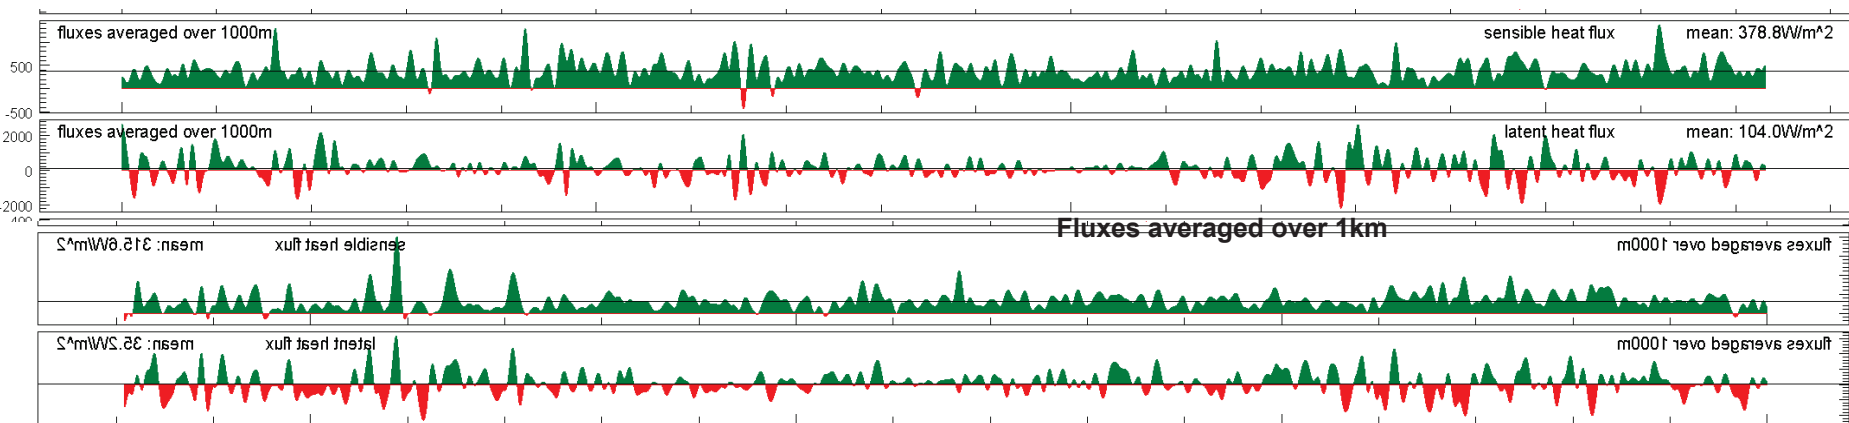 fluxes averaged over 1000m sensible heat flux mean: 378.8W/m^2
500
-500
fluxes averaged over 1000m latent heat flux mean: 104.0W/m^2
2000
0
-2000
Fluxes averaged over 1km
mean: 315.6W/m^2 sensible heat flux fluxes averaged over 1000m
mean: 35.2W/m^2 latent heat flux fluxes averaged over 1000m